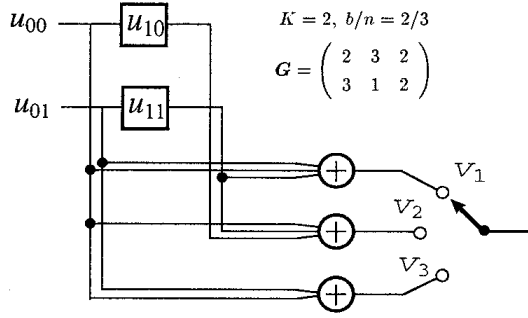 u₀₀
u₁₀
K = 2, b/n = 2/3
G = ( 2 3 2
3 1 2 )
u₀₁
u₁₁
+
V₁
V₂
+
V₃
+